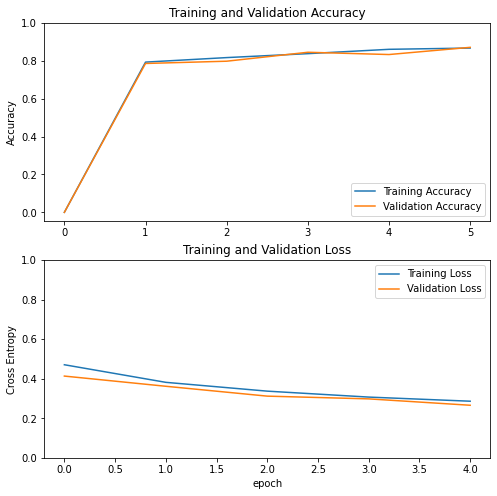 Training and Validation Accuracy
1.0
0.8
0.6
0.4
0.2
0.0
Accuracy
Training Accuracy
Validation Accuracy
0 1 2 3 4 5
Training and Validation Loss
1.0
0.8
0.6
0.4
0.2
0.0
Cross Entropy
Training Loss
Validation Loss
0.0 0.5 1.0 1.5 2.0 2.5 3.0 3.5 4.0
epoch